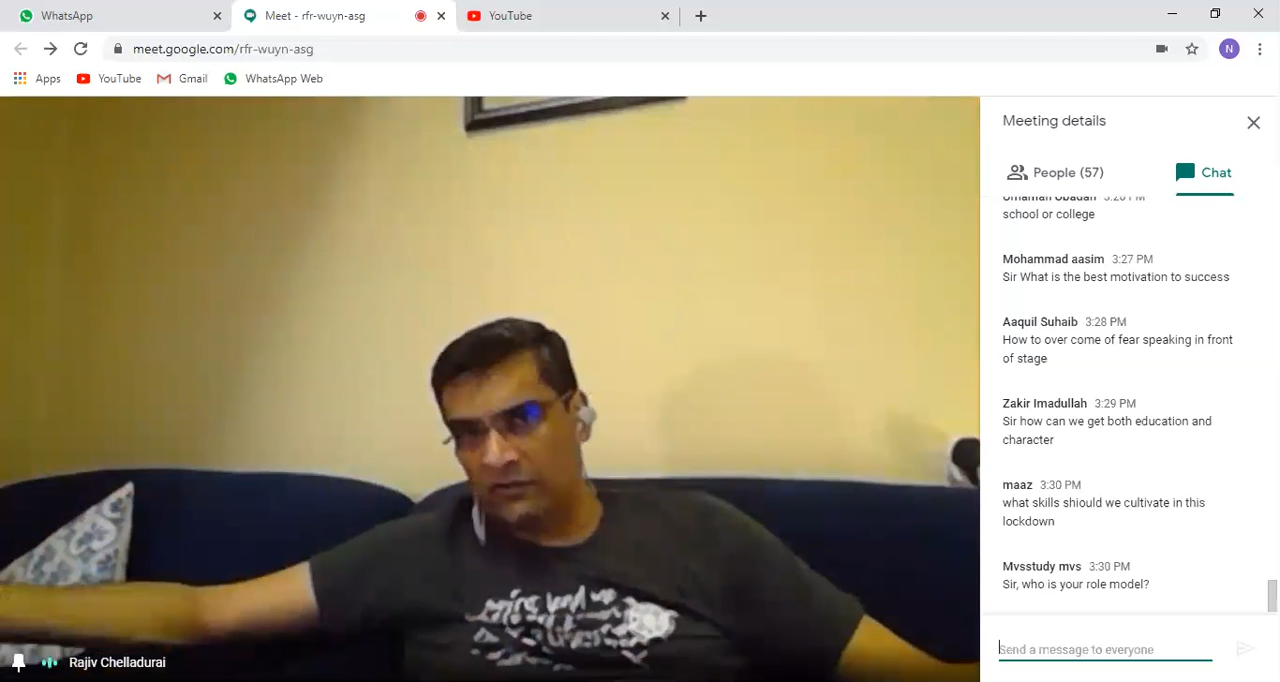 WhatsApp
Meet - rfr-wuyn-asg
YouTube
meet.google.com/rfr-wuyn-asg
N
Apps
YouTube
Gmail
WhatsApp Web
Meeting details
People (57)
Chat
school or college
Mohammad aasim 3:27 PM
Sir What is the best motivation to success
Aaquil Suhaib 3:28 PM
How to over come of fear speaking in front
of stage
Zakir Imadullah 3:29 PM
Sir how can we get both education and
character
maaz 3:30 PM
what skills shiould we cultivate in this
lockdown
Mvsstudy mvs 3:30 PM
Sir, who is your role model?
Send a message to everyone
Rajiv Chelladurai